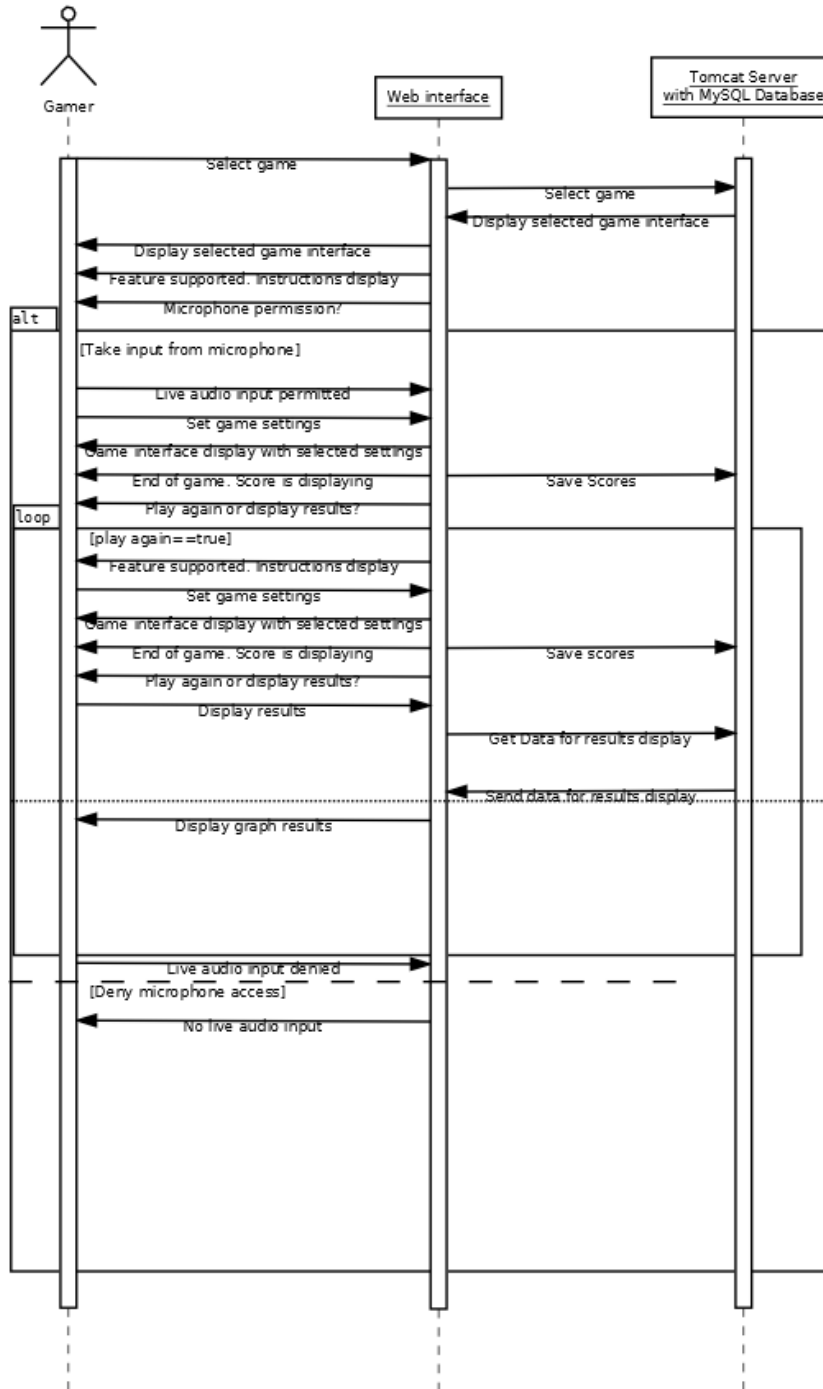 Gamer
Web interface
Tomcat Server
with MySQL Database
Select game
Select game
Display selected game interface
Display selected game interface
Feature supported. Instructions display
Microphone permission?
alt
[Take input from microphone]
Live audio input permitted
Set game settings
Game interface display with selected settings
End of game. Score is displaying
Save Scores
Play again or display results?
loop
[play again==true]
Feature supported. Instructions display
Set game settings
Game interface display with selected settings
End of game. Score is displaying
Save scores
Play again or display results?
Display results
Get Data for results display
Send data for results display
Display graph results
Live audio input denied
[Deny microphone access]
No live audio input